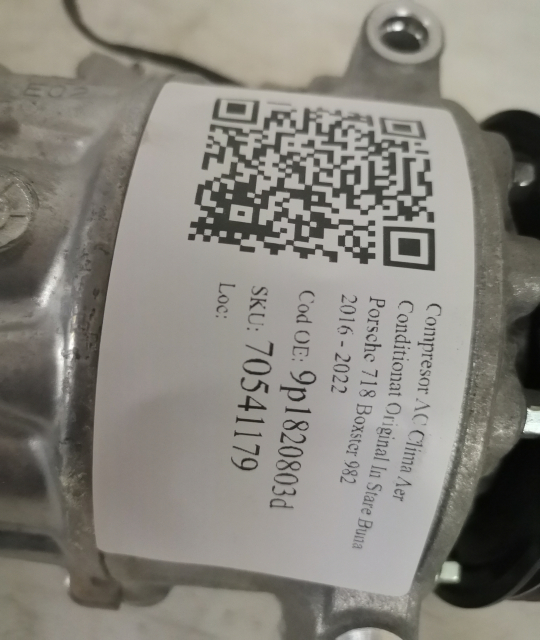 Compresor AC Clima Aer
Conditionat Original In Stare Buna
Porsche 718 Boxster 982
2016 - 2022
Cod OE: 9p1820803d
SKU: 70541179
Loc:
E02